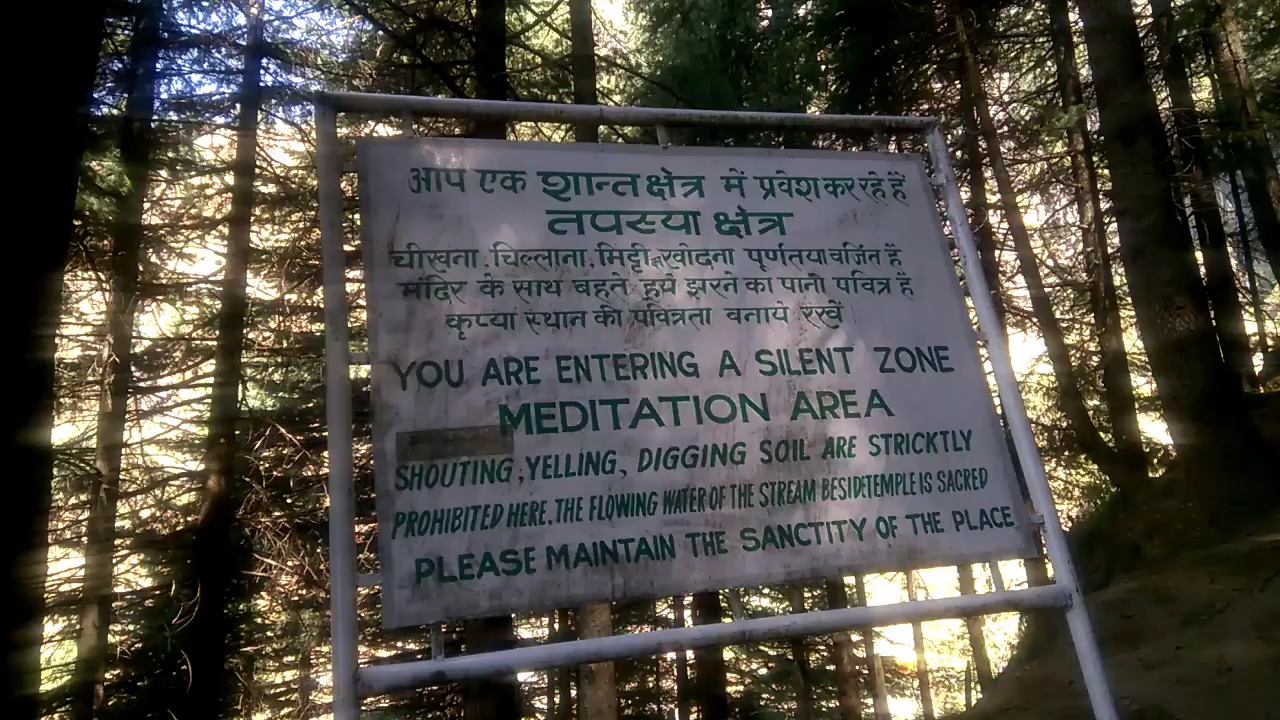 आप एक शान्त क्षेत्र में प्रवेश कर रहे हैं
तपस्या क्षेत्र
चीखना, चिल्लाना, मिट्टी का खोदना पूर्णतया वर्जित है
मंदिर के साथ बहते हुये झरने का पानी पवित्र है
कृप्या स्थान की पवित्रता बनाये रखें
YOU ARE ENTERING A SILENT ZONE
MEDITATION AREA
SHOUTING, YELLING, DIGGING SOIL ARE STRICKTLY
PROHIBITED HERE. THE FLOWING WATER OF THE STREAM BESIDE TEMPLE IS SACRED
PLEASE MAINTAIN THE SANCTITY OF THE PLACE